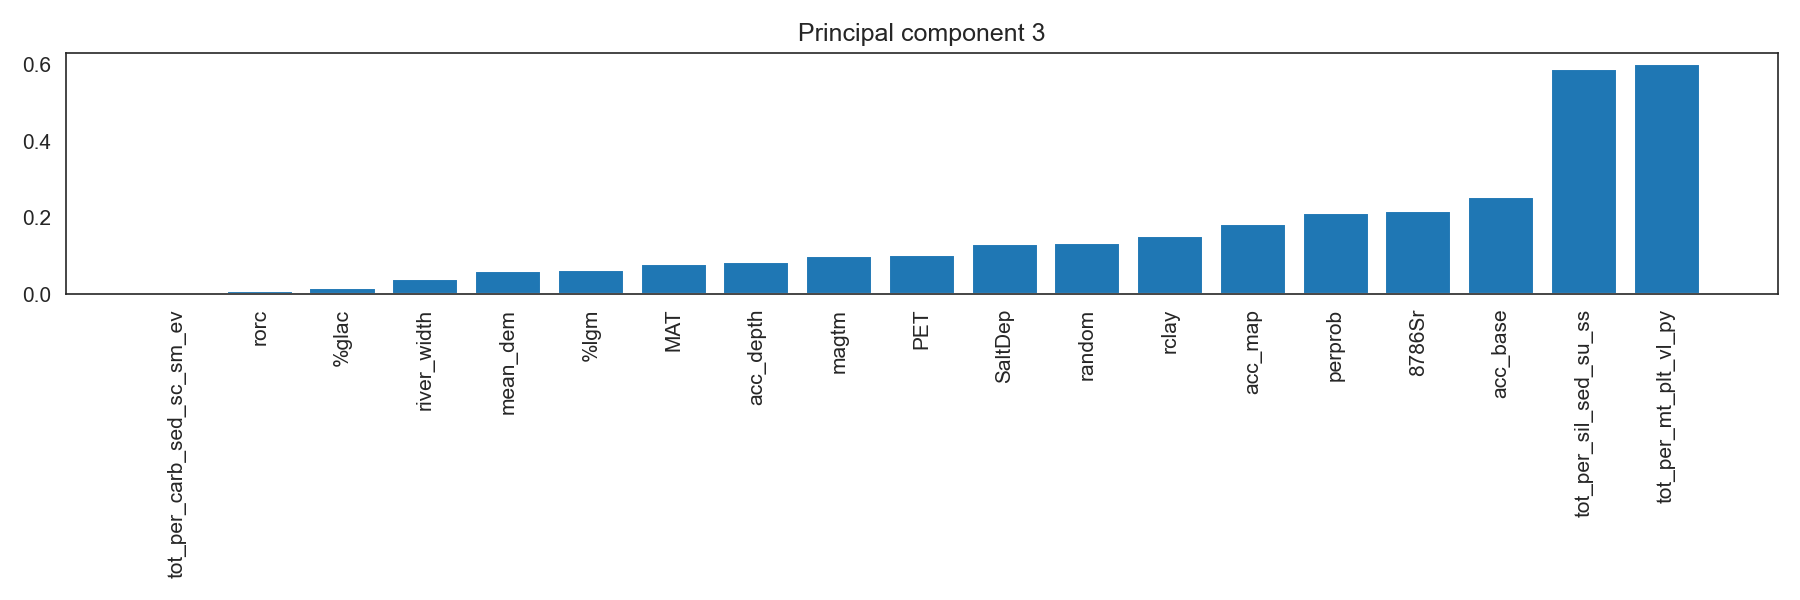 Principal component 3
0.6
0.4
0.2
0.0
tot_per_carb_sed_sc_sm_ev
rorc
%glac
river_width
mean_dem
%lgm
MAT
acc_depth
magtm
PET
SaltDep
random
rclay
acc_map
perprob
8786Sr
acc_base
tot_per_sil_sed_su_ss
tot_per_mt_plt_vl_py